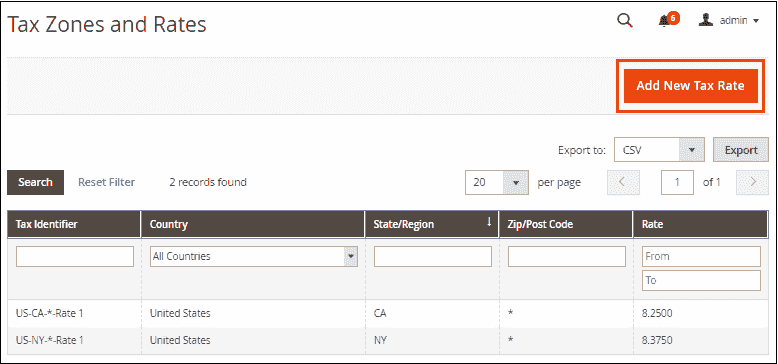 Tax Zones and Rates
6
admin
Add New Tax Rate
Export to: CSV Export
Search Reset Filter 2 records found 20 per page 1 of 1
Tax Identifier Country State/Region ↓ Zip/Post Code Rate
All Countries From
To
US-CA-*-Rate 1 United States CA * 8.2500
US-NY-*-Rate 1 United States NY * 8.3750